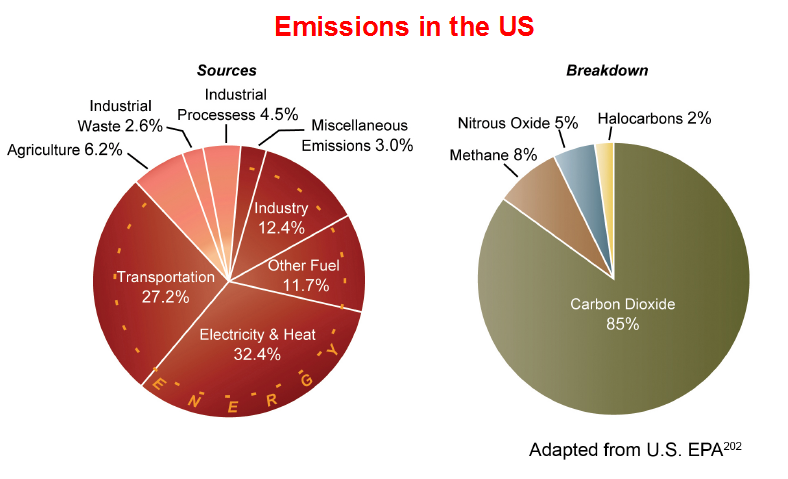 Emissions in the US
Sources
Industrial
Processess 4.5%
Industrial
Waste 2.6%
Agriculture 6.2%
Miscellaneous
Emissions 3.0%
Industry
12.4%
Other Fuel
11.7%
Transportation
27.2%
Electricity & Heat
32.4%
E N E R G Y
Breakdown
Halocarbons 2%
Nitrous Oxide 5%
Methane 8%
Carbon Dioxide
85%
Adapted from U.S. EPA202